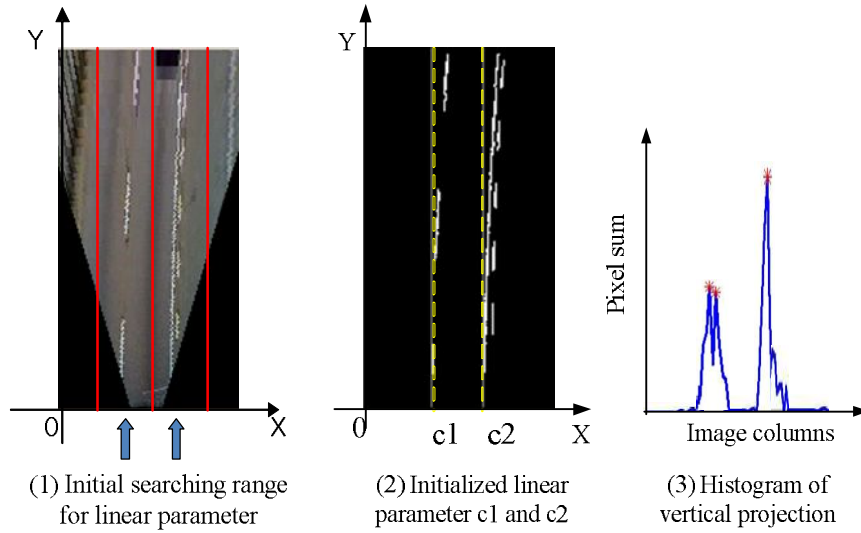 Y
0
X
(1) Initial searching range
for linear parameter
Y
0
c1 c2
X
(2) Initialized linear
parameter c1 and c2
Pixel sum
Image columns
(3) Histogram of
vertical projection